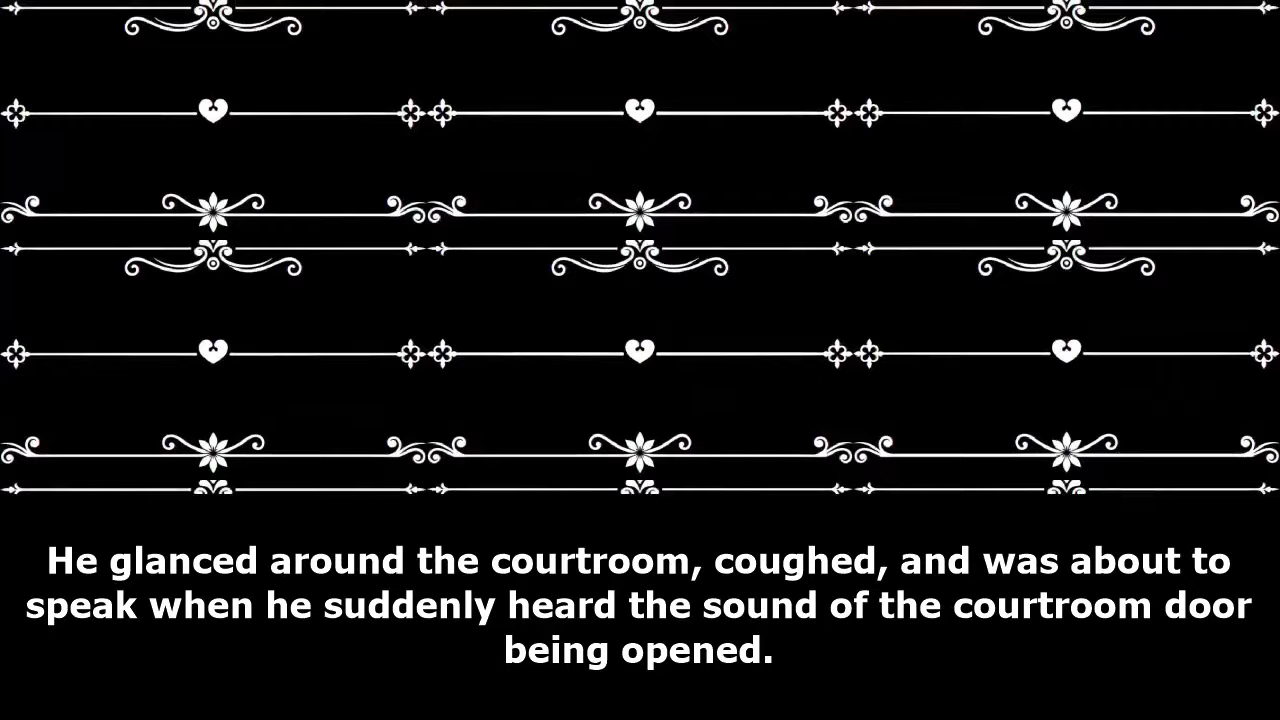 He glanced around the courtroom, coughed, and was about to
speak when he suddenly heard the sound of the courtroom door
being opened.